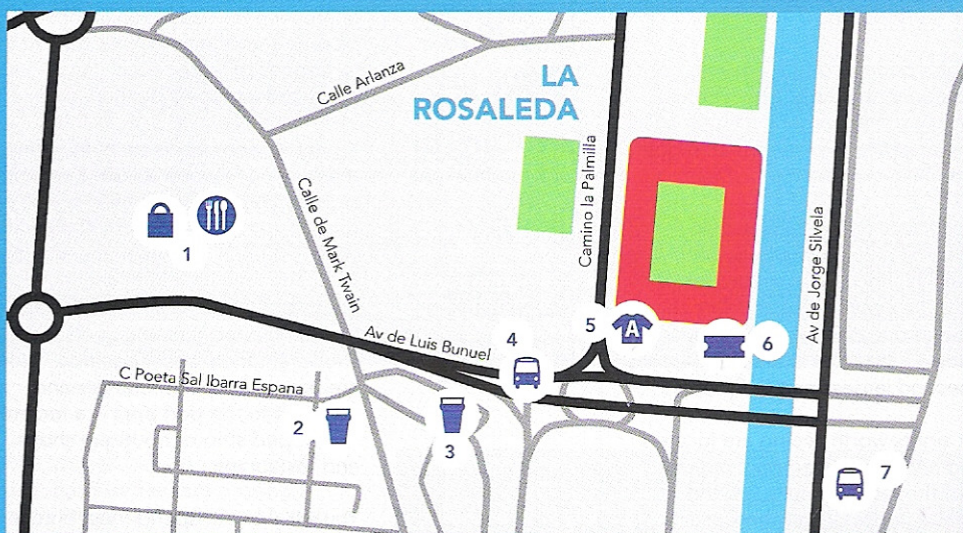 Calle Arlanza
LA
ROSALEDA
Camino la Palmilla
Calle de Mark Twain
Av de Jorge Silvela
1
Av de Luis Bunuel
4
5
A
6
C Poeta Sal Ibarra Espana
2
3
7